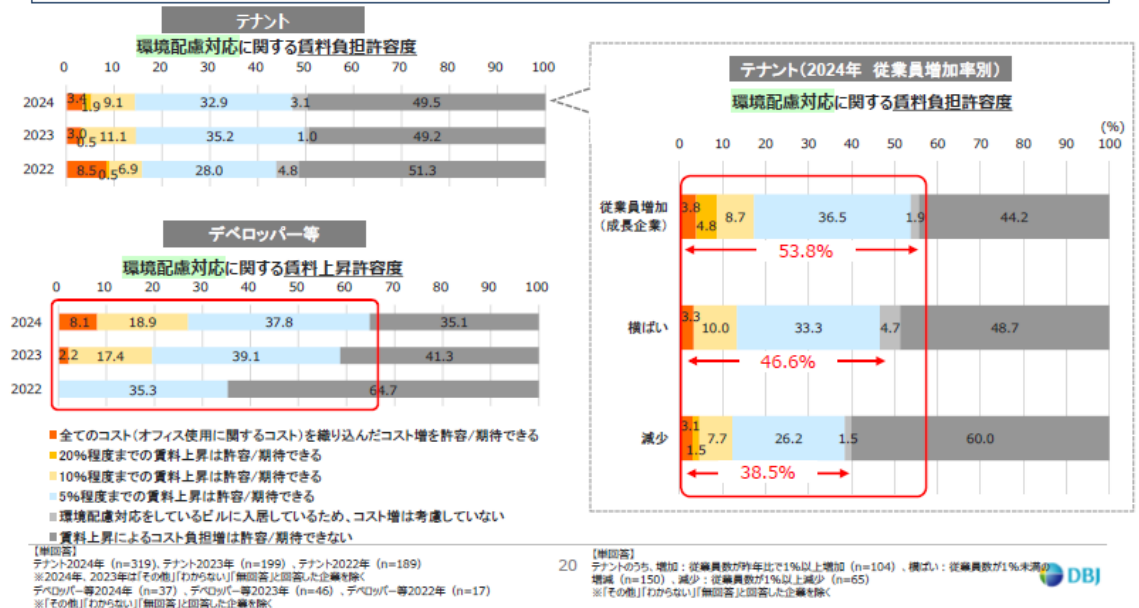 テナント
環境配慮対応に関する賃料負担許容度
0 10 20 30 40 50 60 70 80 90 100
2024 3.4 1.9 9.1 32.9 3.1 49.5
2023 3.0 0.5 11.1 35.2 1.0 49.2
2022 8.5 0.5 6.9 28.0 4.8 51.3
デベロッパー等
環境配慮対応に関する賃料上昇許容度
0 10 20 30 40 50 60 70 80 90 100
2024 8.1 18.9 37.8 35.1
2023 2.2 17.4 39.1 41.3
2022 35.3 64.7
■全てのコスト(オフィス使用に関するコスト)を織り込んだコスト増を許容/期待できる
■20%程度までの賃料上昇は許容/期待できる
■10%程度までの賃料上昇は許容/期待できる
■5%程度までの賃料上昇は許容/期待できる
■環境配慮対応をしているビルに入居しているため、コスト増は考慮していない
■賃料上昇によるコスト負担増は許容/期待できない
【単回答】
テナント2024年(n=319)、テナント2023年(n=199)、テナント2022年(n=189)
※2024年、2023年は「その他」「わからない」「無回答」と回答した企業を除く
デベロッパー等2024年(n=37)、デベロッパー等2023年(n=46)、デベロッパー等2022年(n=17)
※「その他」「わからない」「無回答」と回答した企業を除く
テナント(2024年 従業員増加率別)
環境配慮対応に関する賃料負担許容度
(%)
0 10 20 30 40 50 60 70 80 90 100
従業員増加
(成長企業)
3.8 4.8 8.7 36.5 1.9 44.2
53.8%
横ばい 3.3 10.0 33.3 4.7 48.7
46.6%
減少 3.1 1.5 7.7 26.2 1.5 60.0
38.5%
20
【単回答】
テナントのうち、増加:従業員数が昨年比で1%以上増加(n=104)、横ばい:従業員数が1%未満の
増減(n=150)、減少:従業員数が1%以上減少(n=65)
※「その他」「わからない」「無回答」と回答した企業を除く
DBJ